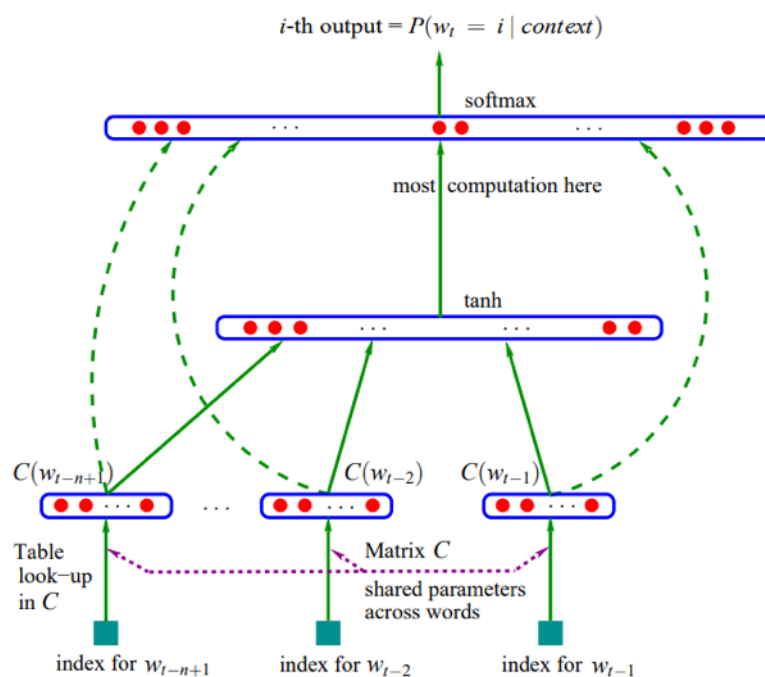 i-th output = P(w_t = i | context)
softmax
. . .
. . .
most computation here
tanh
. . .
. . .
C(w_{t−n+1})
C(w_{t−2})
C(w_{t−1})
. . .
. . .
. . .
. . .
Table
look−up
in C
Matrix C
shared parameters
across words
index for w_{t−n+1}
index for w_{t−2}
index for w_{t−1}